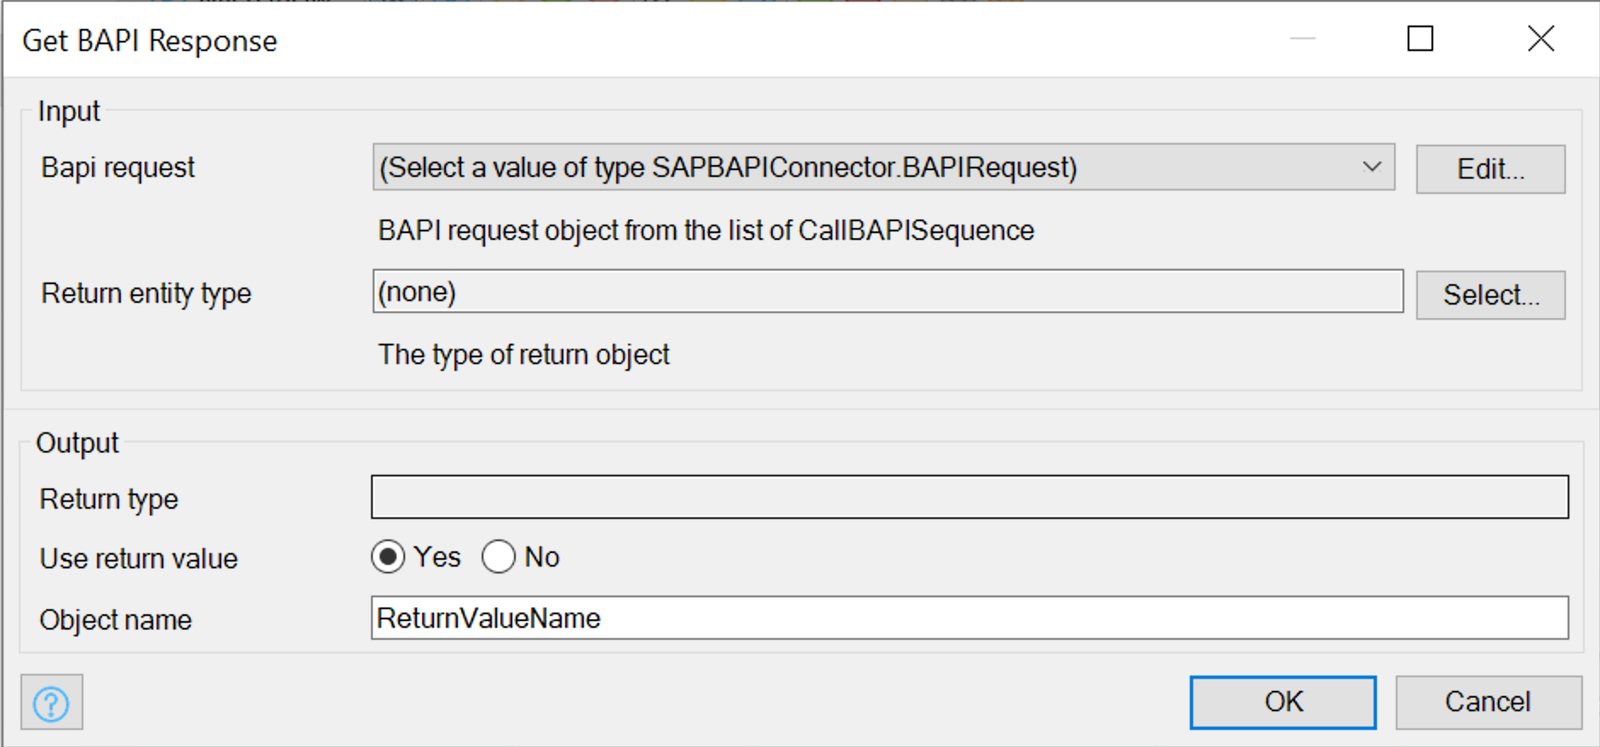 Get BAPI Response
Input
Bapi request
(Select a value of type SAPBAPIConnector.BAPIRequest)
Edit...
BAPI request object from the list of CallBAPISequence
Return entity type
(none)
Select...
The type of return object
Output
Return type
Use return value
Yes
No
Object name
ReturnValueName
?
OK
Cancel